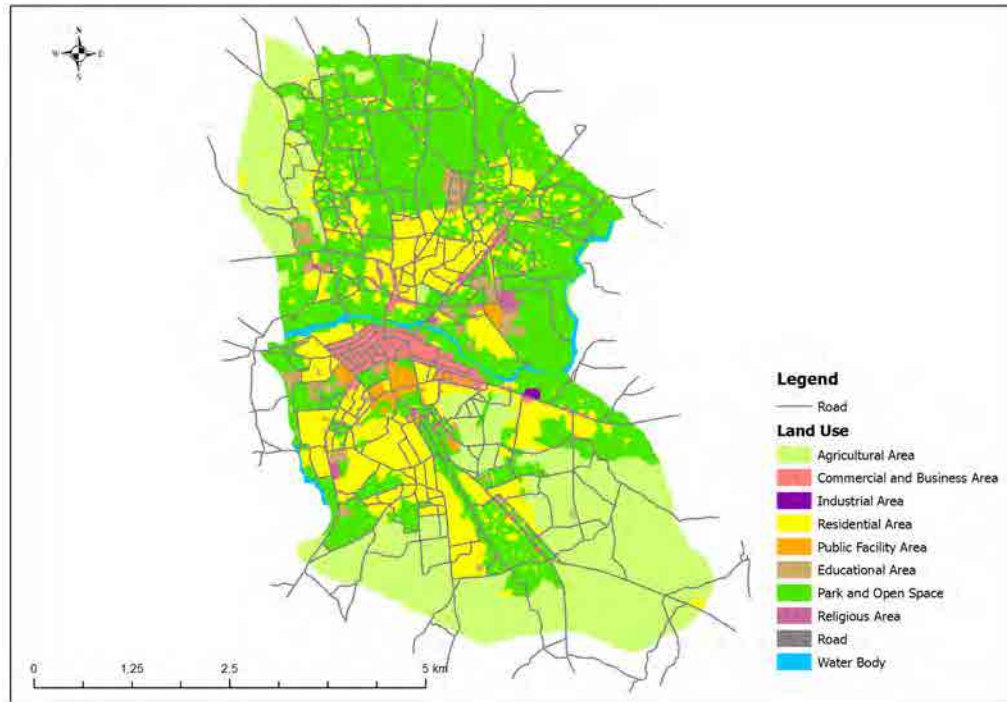 N
W E
S
Legend
Road
Land Use
Agricultural Area
Commercial and Business Area
Industrial Area
Residential Area
Public Facility Area
Educational Area
Park and Open Space
Religious Area
Road
Water Body
0 1,25 2.5 5 km